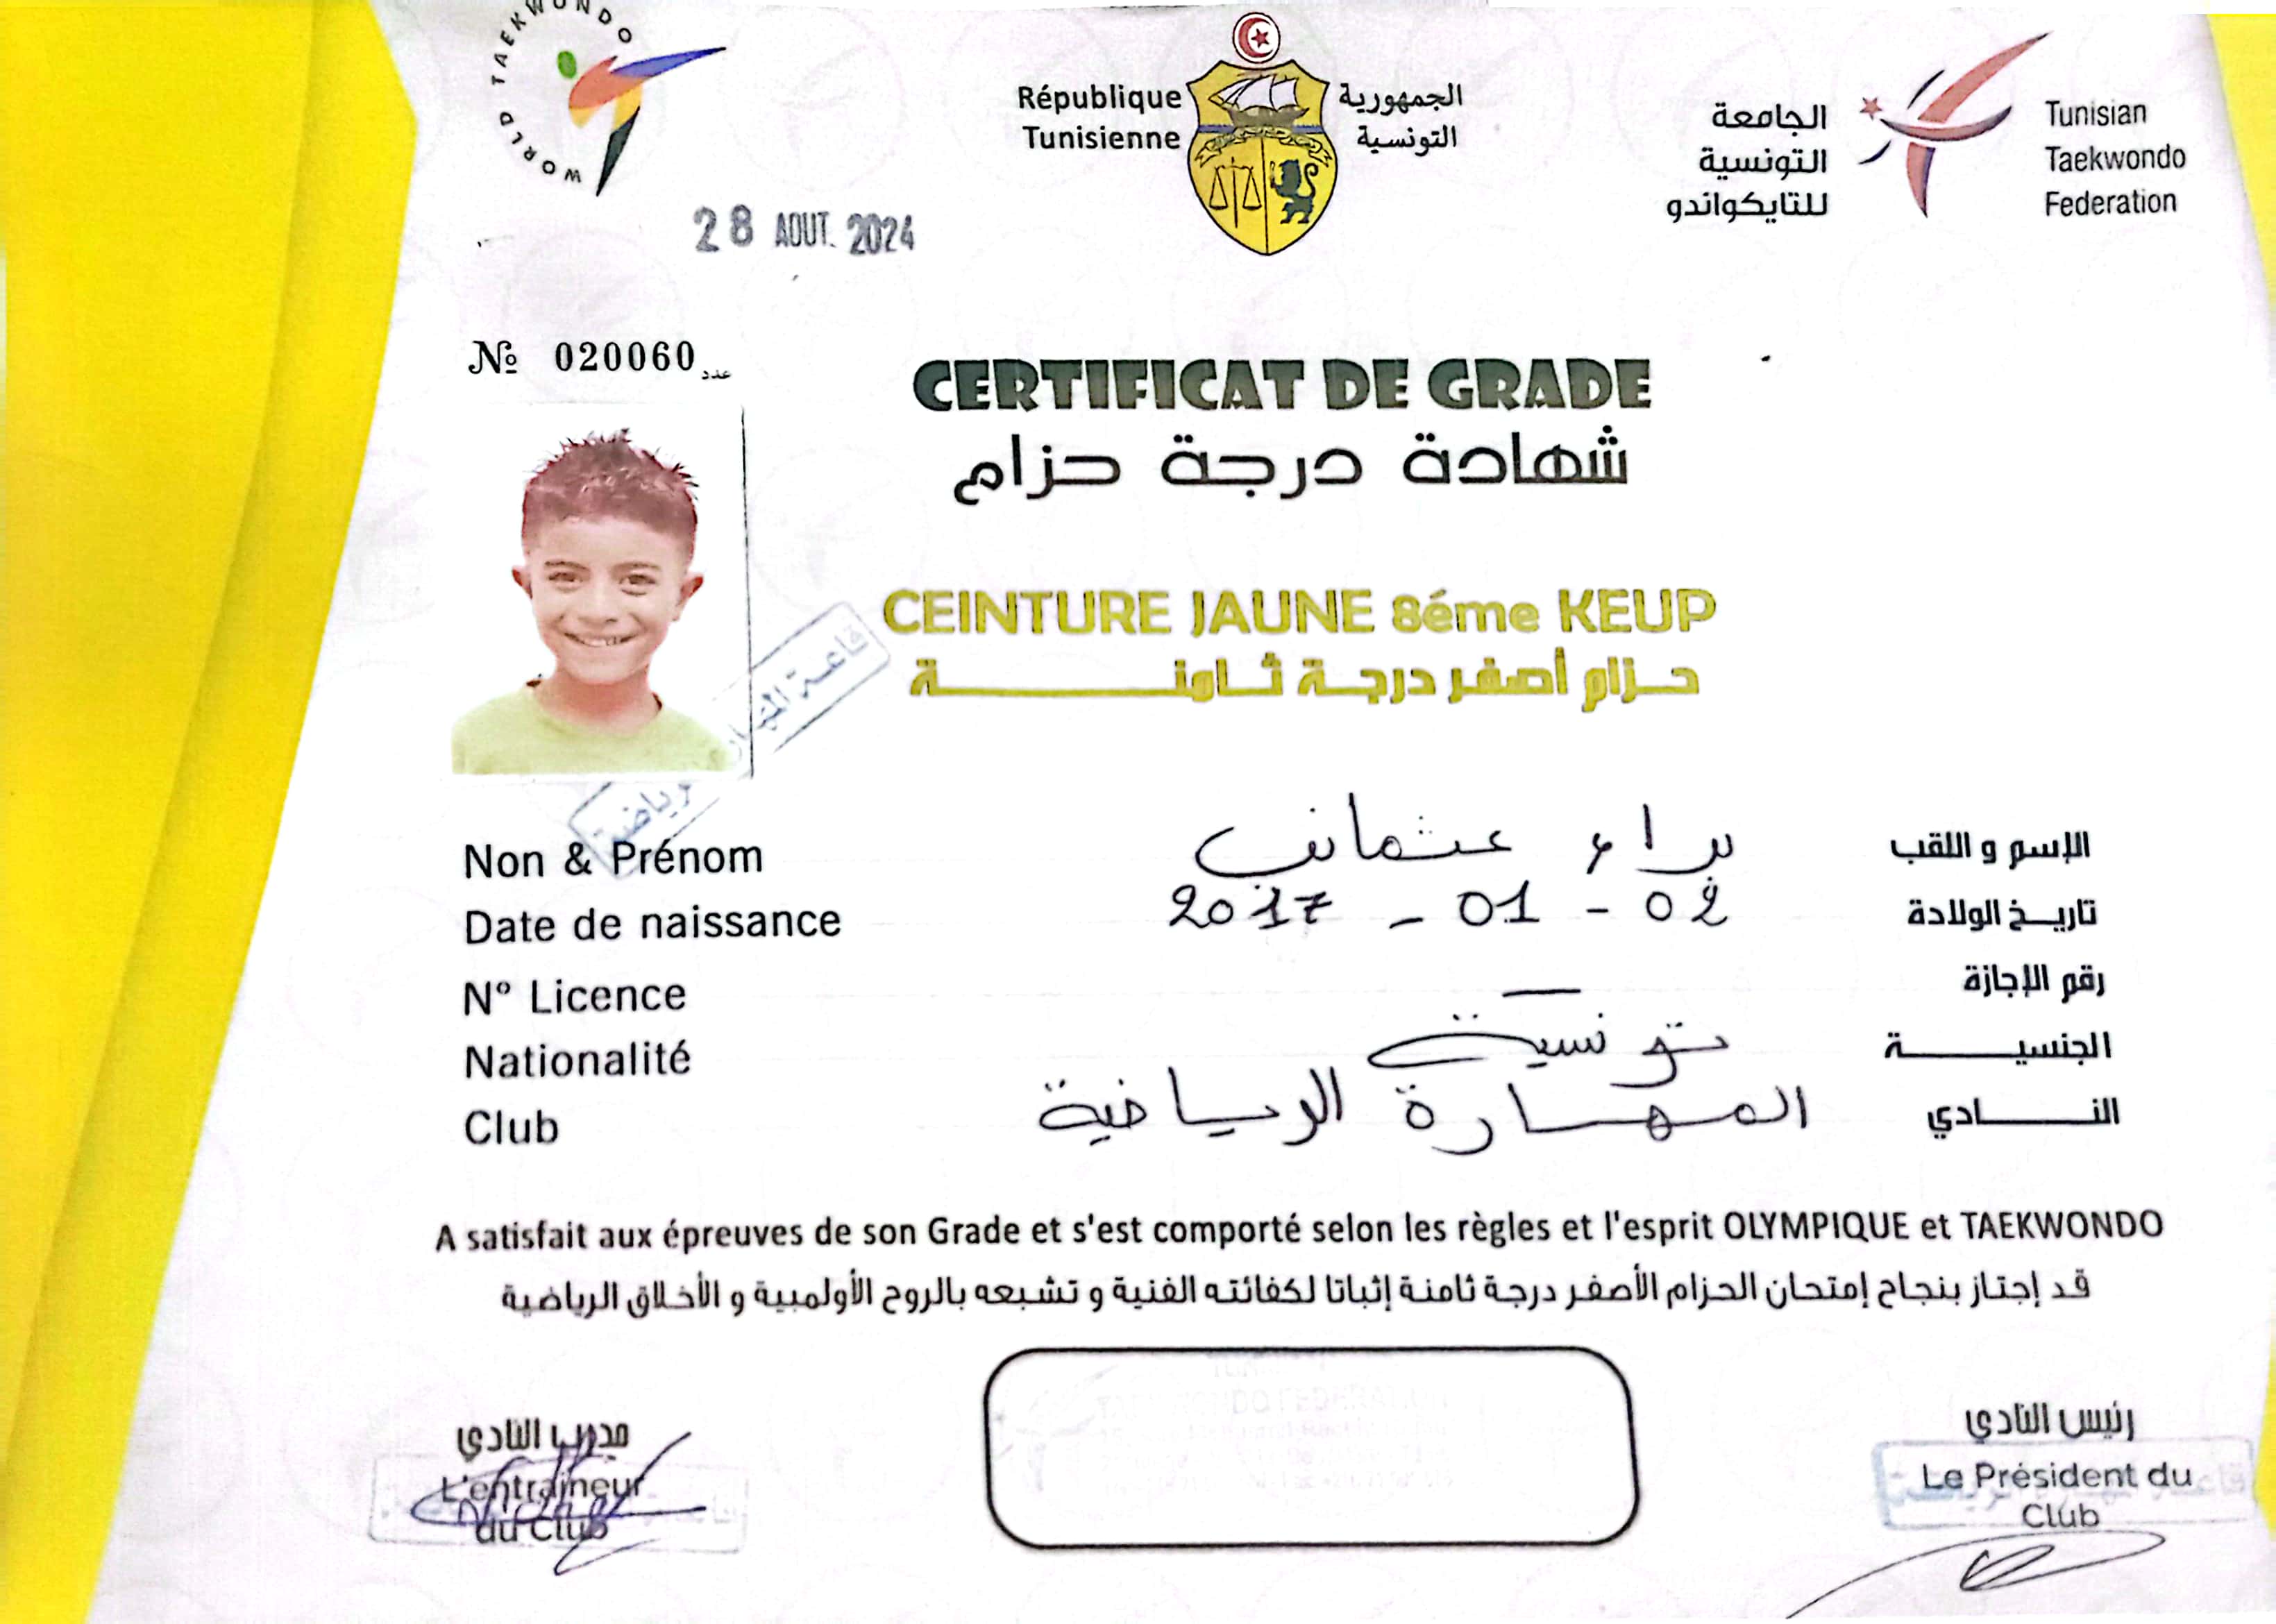 WORLD TAEKWONDO
République
Tunisienne
الجمهورية
التونسية
الجامعة
التونسية
للتايكواندو
Tunisian
Taekwondo
Federation
28 AOUT. 2024
№ 020060 عدد
CERTIFICAT DE GRADE
شهادة درجة حزام
CEINTURE JAUNE 8éme KEUP
حزام أصفر درجة ثامنة
Non & Prénom براء عثماني الإسم و اللقب
Date de naissance 2017 - 01 - 02 تاريخ الولادة
N° Licence — رقم الإجازة
Nationalité تونسية الجنسية
Club المهارة الرياضية النادي
A satisfait aux épreuves de son Grade et s'est comporté selon les règles et l'esprit OLYMPIQUE et TAEKWONDO
قد إجتاز بنجاح إمتحان الحزام الأصفر درجة ثامنة إثباتا لكفائته الفنية و تشبعه بالروح الأولمبية و الأخلاق الرياضية
مدرب النادي
L'entraineur
du Club
رئيس النادي
Le Président du
Club